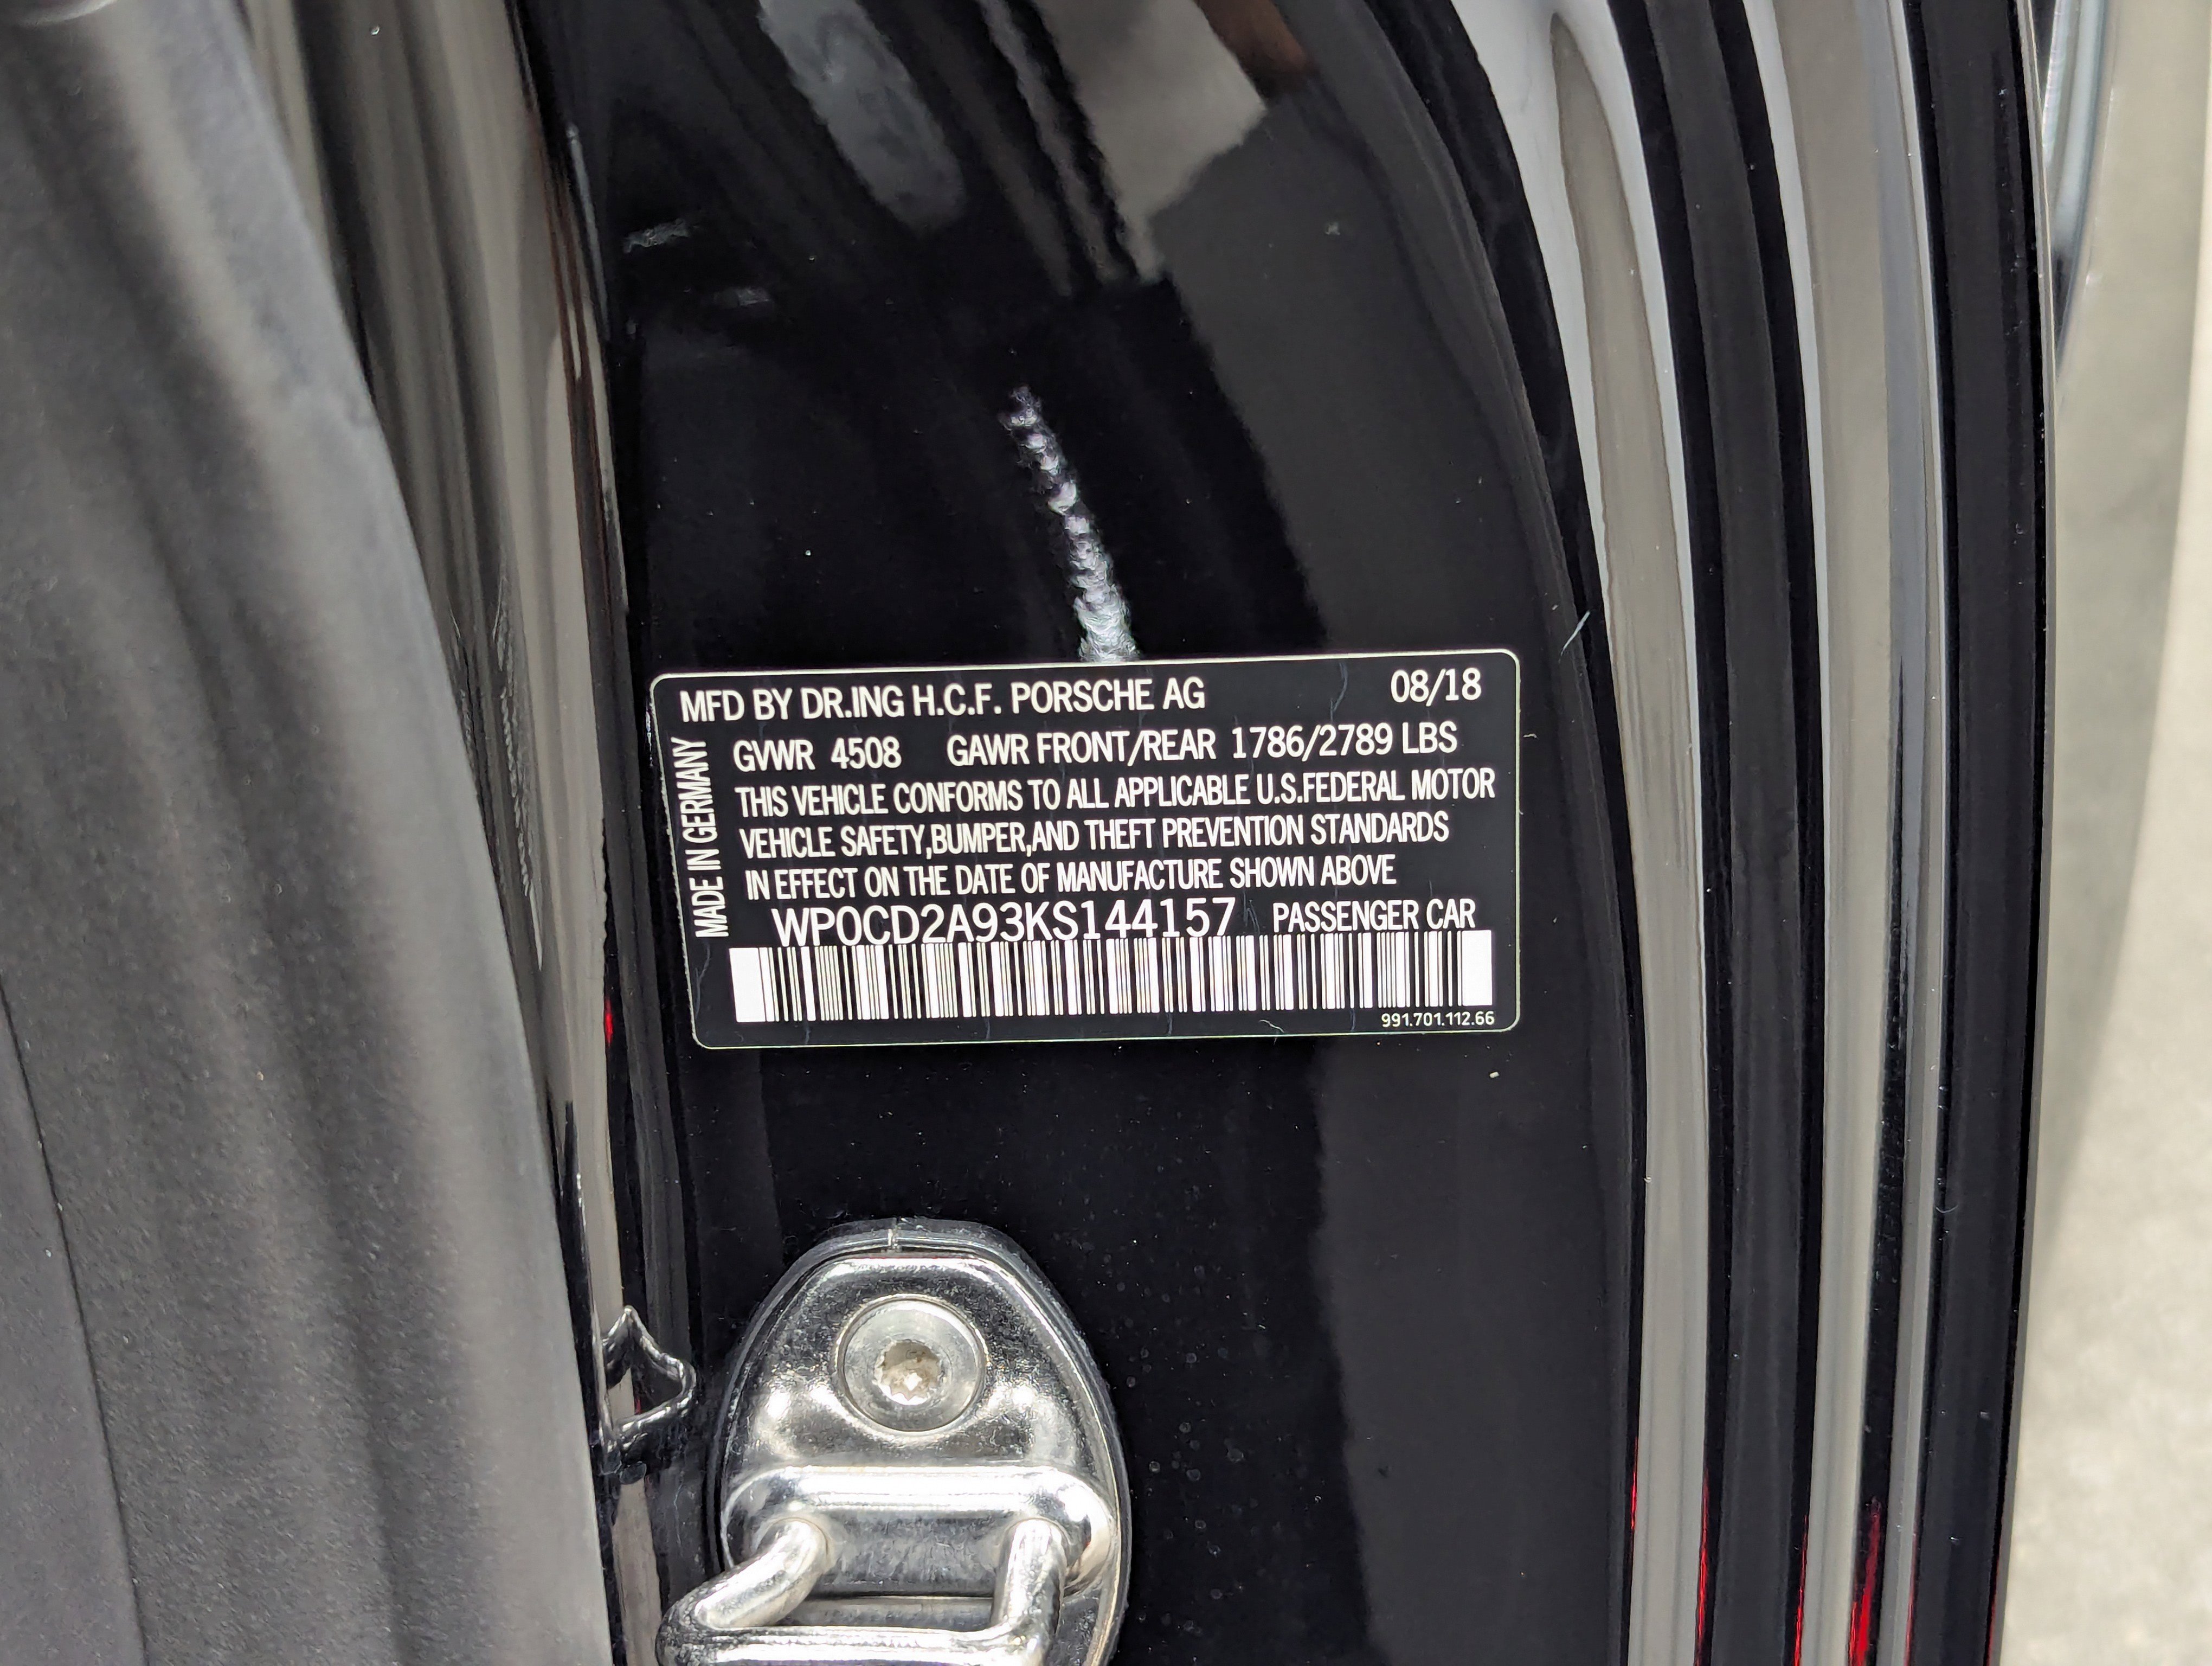 MFD BY DR.ING H.C.F. PORSCHE AG 08/18
GVWR 4508 GAWR FRONT/REAR 1786/2789 LBS
THIS VEHICLE CONFORMS TO ALL APPLICABLE U.S.FEDERAL MOTOR
VEHICLE SAFETY,BUMPER,AND THEFT PREVENTION STANDARDS
IN EFFECT ON THE DATE OF MANUFACTURE SHOWN ABOVE
WP0CD2A93KS144157 PASSENGER CAR
991.701.112.66
MADE IN GERMANY